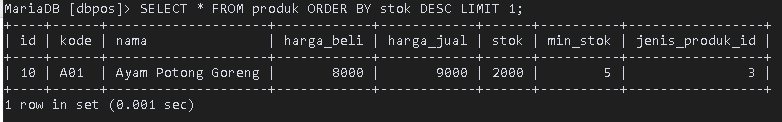 MariaDB [dbpos]> SELECT * FROM produk ORDER BY stok DESC LIMIT 1;
+----+------+---------------------+------------+------------+------+----------+-----------------+
| id | kode | nama                | harga_beli | harga_jual | stok | min_stok | jenis_produk_id |
+----+------+---------------------+------------+------------+------+----------+-----------------+
| 10 | A01  | Ayam Potong Goreng  |       8000 |       9000 | 2000 |        5 |               3 |
+----+------+---------------------+------------+------------+------+----------+-----------------+
1 row in set (0.001 sec)